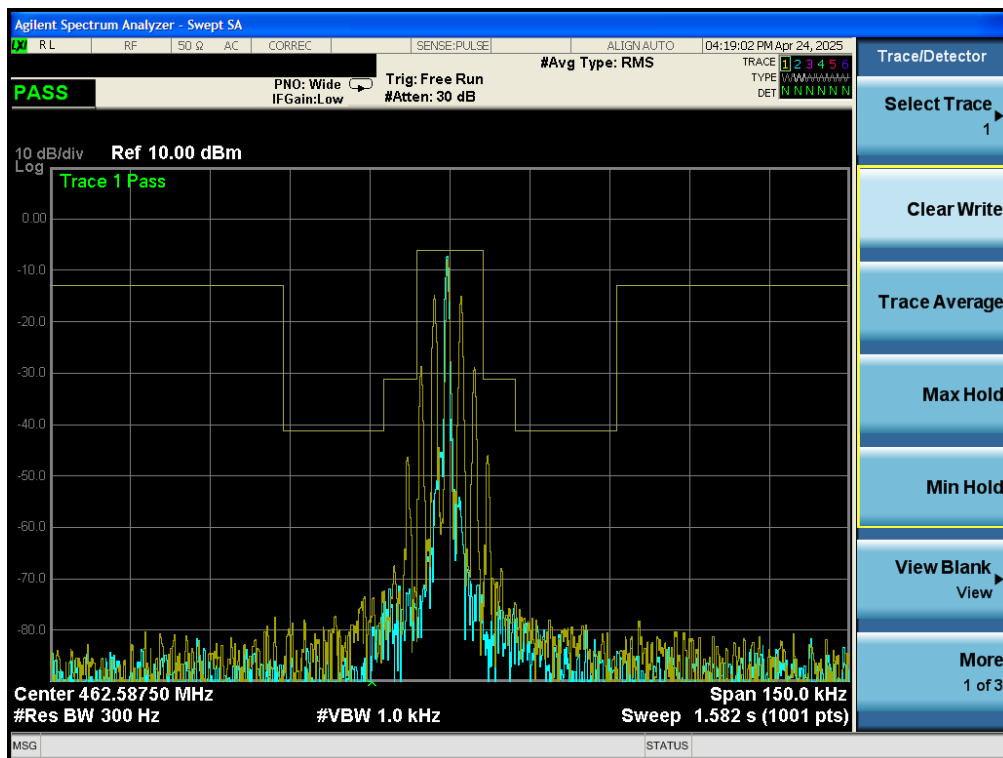 Agilent Spectrum Analyzer - Swept SA
LXI RL RF 50 Ω AC CORREC SENSE:PULSE ALIGN AUTO 04:19:02 PM Apr 24, 2025
PASS
PNO: Wide
IFGain:Low
Trig: Free Run
#Atten: 30 dB
#Avg Type: RMS
TRACE 1 2 3 4 5 6
TYPE
DET N N N N N N
10 dB/div Ref 10.00 dBm
Log
Trace 1 Pass
0.00
-10.0
-20.0
-30.0
-40.0
-50.0
-60.0
-70.0
-80.0
Center 462.58750 MHz Span 150.0 kHz
#Res BW 300 Hz #VBW 1.0 kHz Sweep 1.582 s (1001 pts)
MSG STATUS
Trace/Detector
Select Trace
1
Clear Write
Trace Average
Max Hold
Min Hold
View Blank
View
More
1 of 3